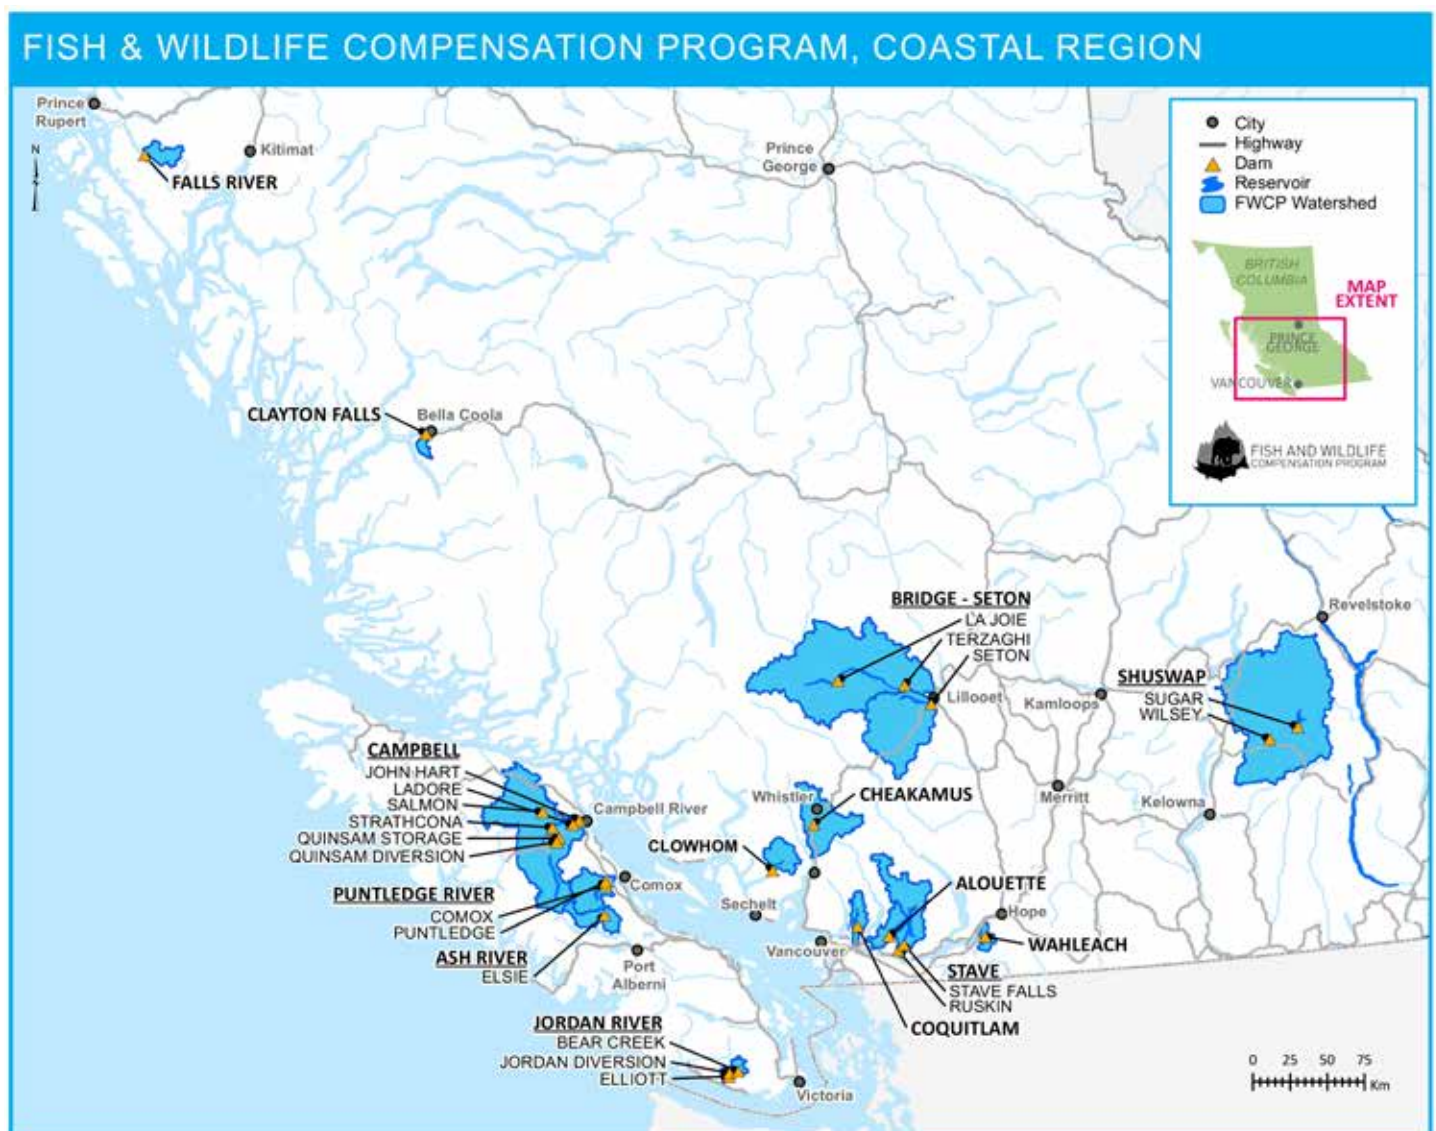 FISH & WILDLIFE COMPENSATION PROGRAM, COASTAL REGION
Prince
Rupert
N
Kitimat
FALLS RIVER
Prince
George
City
Highway
Dam
Reservoir
FWCP Watershed
BRITISH
COLUMBIA
MAP
EXTENT
PRINCE
GEORGE
VANCOUVER
FISH AND WILDLIFE
COMPENSATION PROGRAM
CLAYTON FALLS
Bella Coola
BRIDGE - SETON
LA JOIE
TERZAGHI
SETON
Lillooet
Kamloops
Revelstoke
SHUSWAP
SUGAR
WILSEY
Merritt
Kelowna
CAMPBELL
JOHN HART
LADORE
SALMON
STRATHCONA
QUINSAM STORAGE
QUINSAM DIVERSION
Campbell River
Whistler
CHEAKAMUS
CLOWHOM
PUNTLEDGE RIVER
COMOX
PUNTLEDGE
Comox
Sechelt
ALOUETTE
Hope
Vancouver
WAHLEACH
ASH RIVER
ELSIE
Port
Alberni
STAVE
STAVE FALLS
RUSKIN
COQUITLAM
JORDAN RIVER
BEAR CREEK
JORDAN DIVERSION
ELLIOTT
Victoria
0 25 50 75
Km